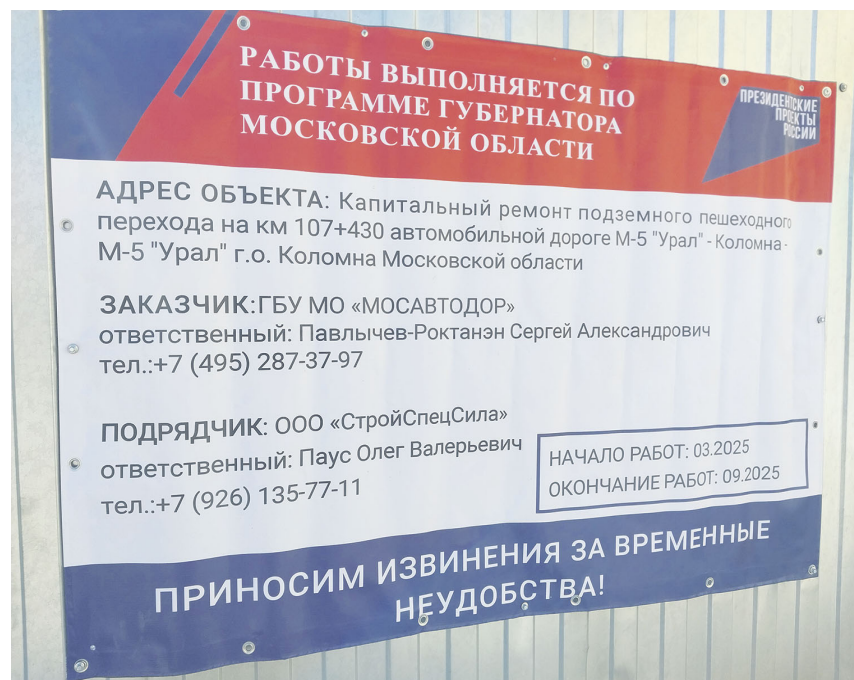 РАБОТЫ ВЫПОЛНЯЕТСЯ ПО
ПРОГРАММЕ ГУБЕРНАТОРА
МОСКОВСКОЙ ОБЛАСТИ
ПРЕЗИДЕНТСКИЕ
ПРОЕКТЫ
РОССИИ
АДРЕС ОБЪЕКТА: Капитальный ремонт подземного пешеходного
перехода на км 107+430 автомобильной дороге М-5 "Урал" - Коломна -
М-5 "Урал" г.о. Коломна Московской области
ЗАКАЗЧИК:ГБУ МО «МОСАВТОДОР»
ответственный: Павлычев-Роктанэн Сергей Александрович
тел.:+7 (495) 287-37-97
ПОДРЯДЧИК: ООО «СтройСпецСила»
ответственный: Паус Олег Валерьевич
тел.:+7 (926) 135-77-11
НАЧАЛО РАБОТ: 03.2025
ОКОНЧАНИЕ РАБОТ: 09.2025
ПРИНОСИМ ИЗВИНЕНИЯ ЗА ВРЕМЕННЫЕ
НЕУДОБСТВА!